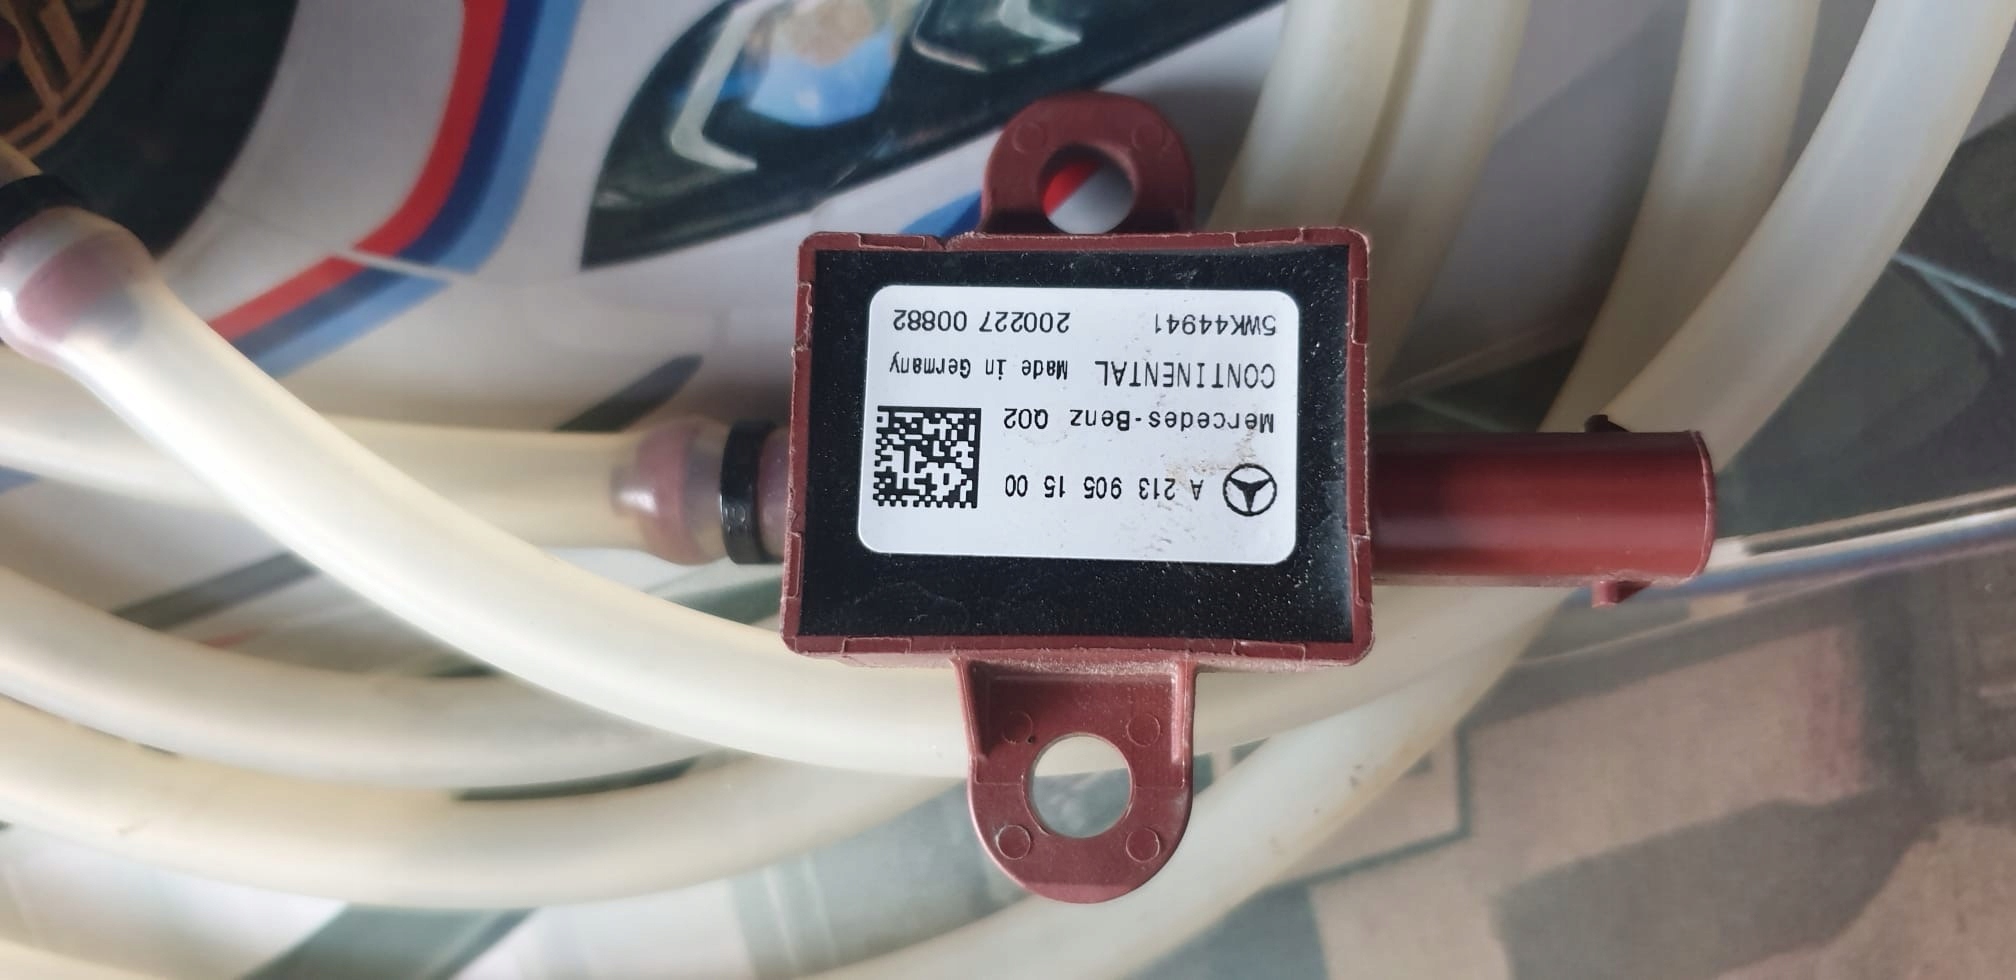 A 213 905 15 00
Mercedes-Benz Q02
CONTINENTAL Made in Germany
5WK44941 200227 00882